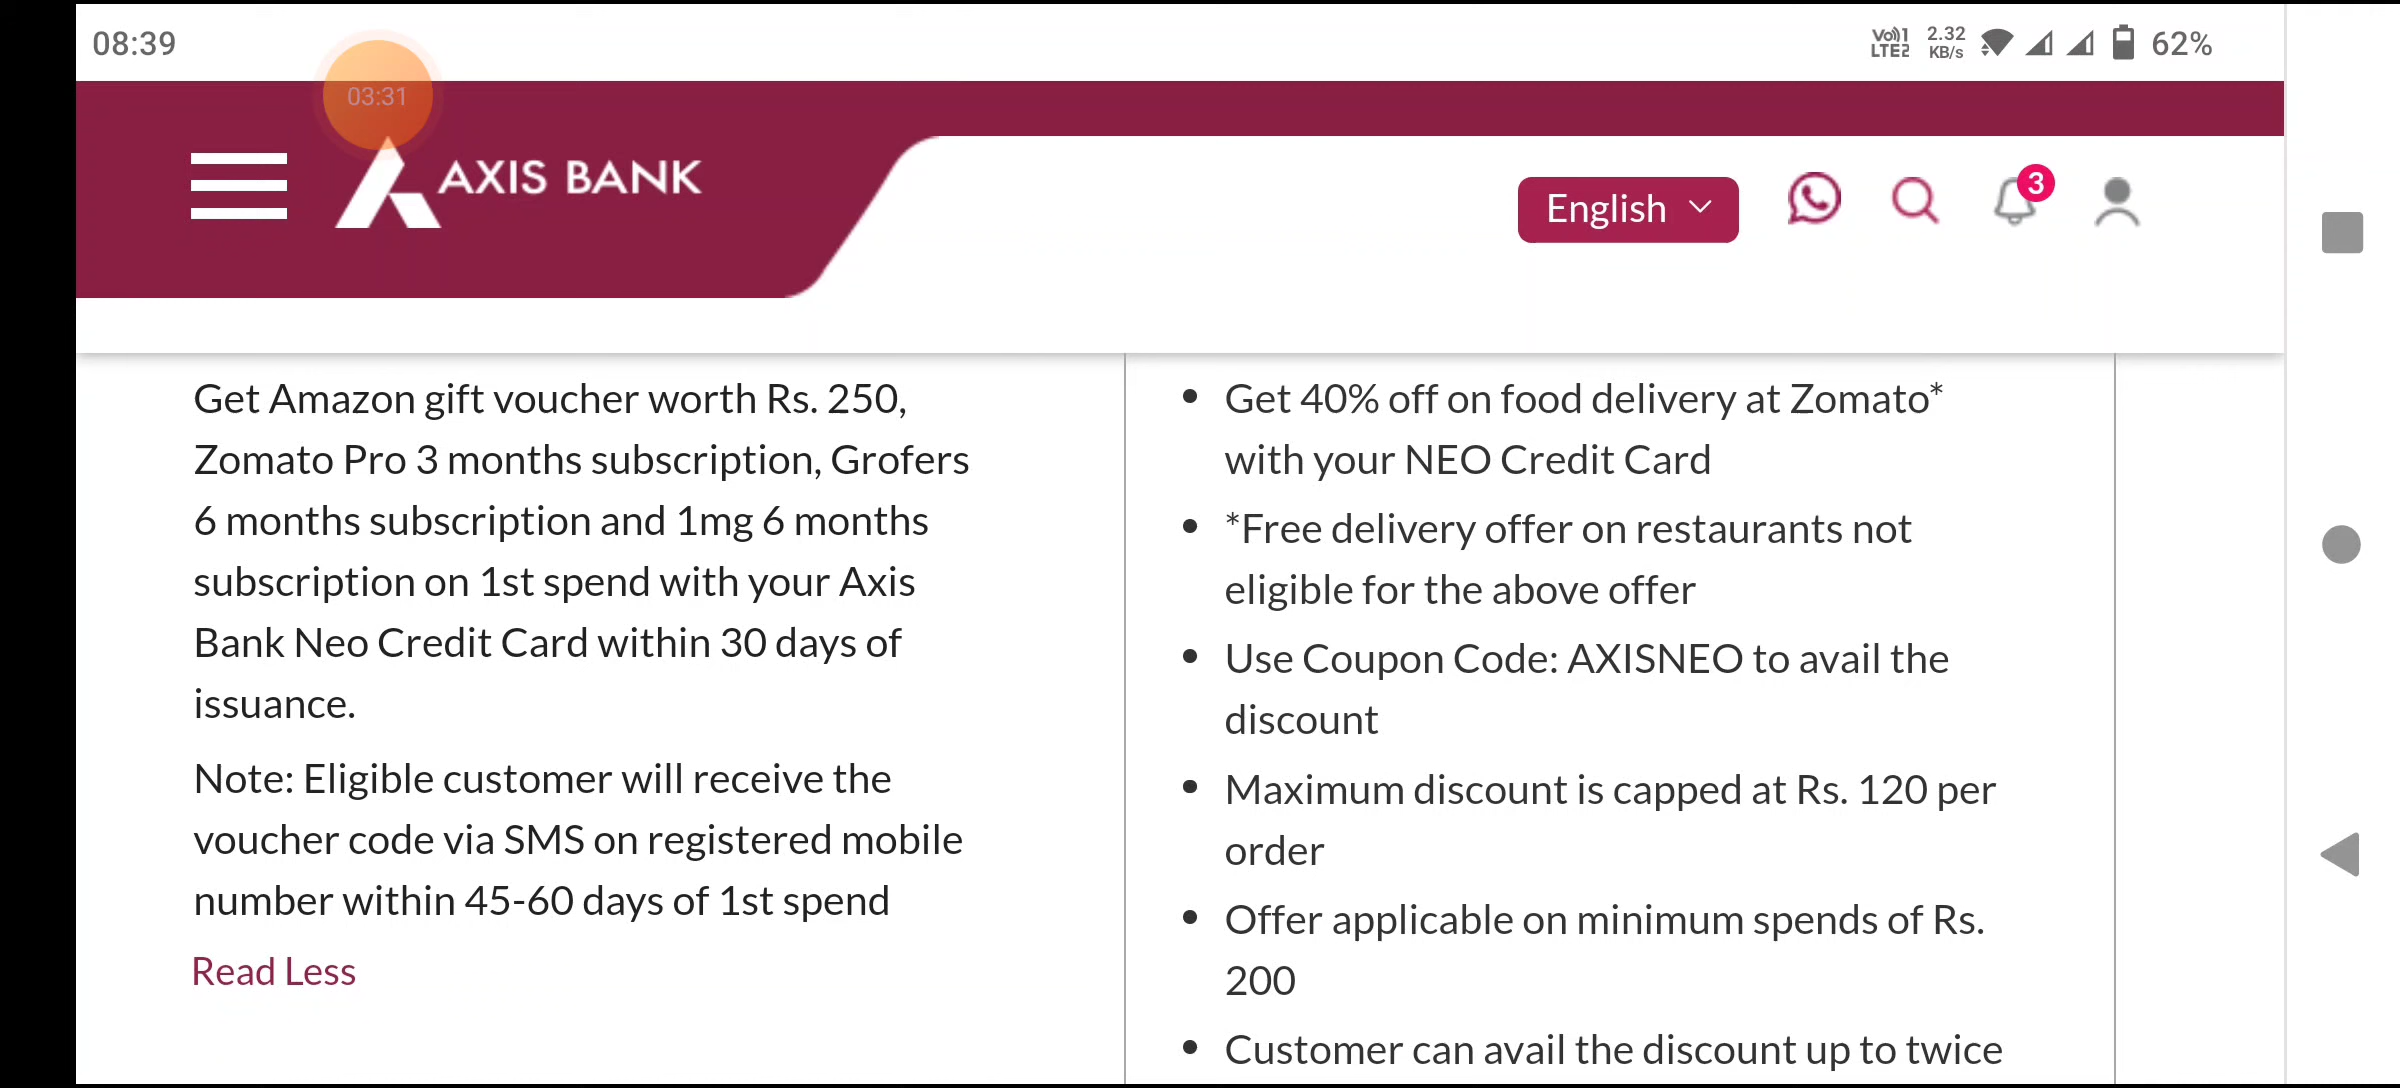 08:39
Vo))1
LTE2
2.32
KB/s
62%
03:31
AXIS BANK
English
3
Get Amazon gift voucher worth Rs. 250,
Zomato Pro 3 months subscription, Grofers
6 months subscription and 1mg 6 months
subscription on 1st spend with your Axis
Bank Neo Credit Card within 30 days of
issuance.
Note: Eligible customer will receive the
voucher code via SMS on registered mobile
number within 45-60 days of 1st spend
Read Less
• Get 40% off on food delivery at Zomato*
with your NEO Credit Card
• *Free delivery offer on restaurants not
eligible for the above offer
• Use Coupon Code: AXISNEO to avail the
discount
• Maximum discount is capped at Rs. 120 per
order
• Offer applicable on minimum spends of Rs.
200
• Customer can avail the discount up to twice